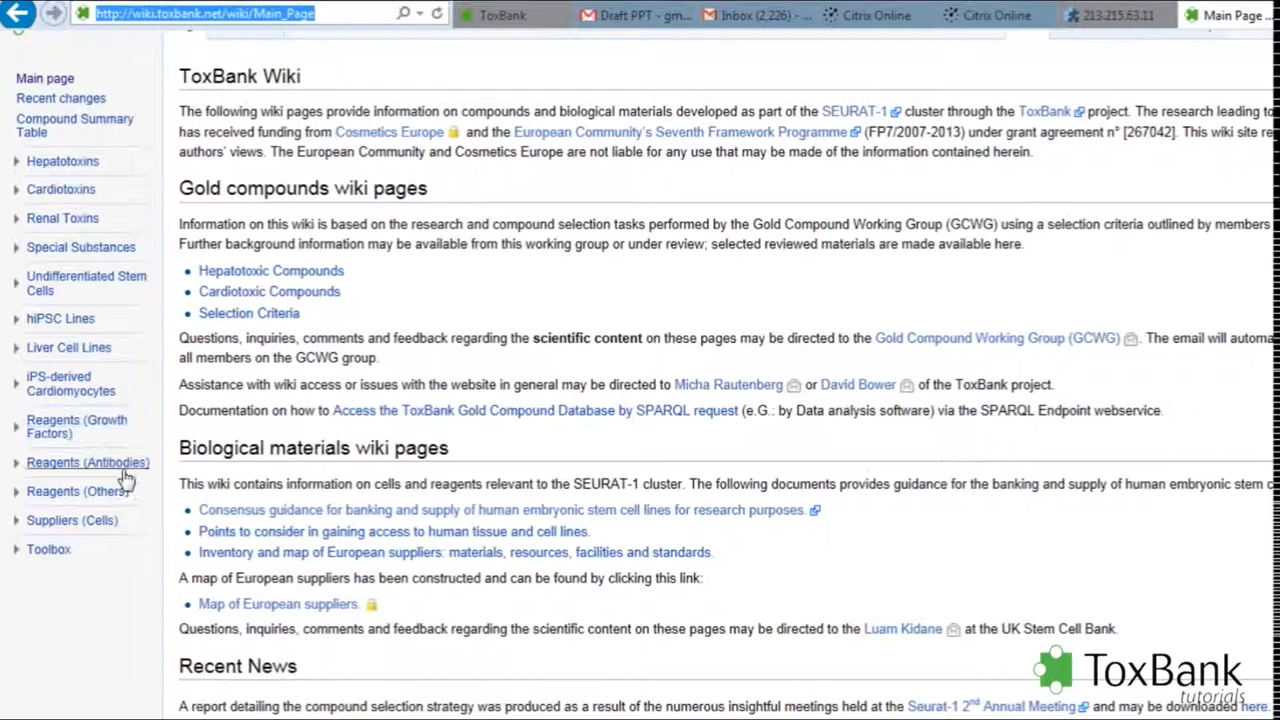 http://wiki.toxbank.net/wiki/Main_Page
ToxBank
Draft PPT - gm...
Inbox (2,226) - ...
Citrix Online
Citrix Online
213.215.63.11
Main Page ...
Main page
Recent changes
Compound Summary
Table
Hepatotoxins
Cardiotoxins
Renal Toxins
Special Substances
Undifferentiated Stem
Cells
hiPSC Lines
Liver Cell Lines
iPS-derived
Cardiomyocytes
Reagents (Growth
Factors)
Reagents (Antibodies)
Reagents (Others)
Suppliers (Cells)
Toolbox
ToxBank Wiki
The following wiki pages provide information on compounds and biological materials developed as part of the SEURAT-1 cluster through the ToxBank project. The research leading to
has received funding from Cosmetics Europe and the European Community's Seventh Framework Programme (FP7/2007-2013) under grant agreement n° [267042]. This wiki site re
authors' views. The European Community and Cosmetics Europe are not liable for any use that may be made of the information contained herein.
Gold compounds wiki pages
Information on this wiki is based on the research and compound selection tasks performed by the Gold Compound Working Group (GCWG) using a selection criteria outlined by members
Further background information may be available from this working group or under review; selected reviewed materials are made available here.
Hepatotoxic Compounds
Cardiotoxic Compounds
Selection Criteria
Questions, inquiries, comments and feedback regarding the scientific content on these pages may be directed to the Gold Compound Working Group (GCWG). The email will automa
all members on the GCWG group.
Assistance with wiki access or issues with the website in general may be directed to Micha Rautenberg or David Bower of the ToxBank project.
Documentation on how to Access the ToxBank Gold Compound Database by SPARQL request (e.G.: by Data analysis software) via the SPARQL Endpoint webservice.
Biological materials wiki pages
This wiki contains information on cells and reagents relevant to the SEURAT-1 cluster. The following documents provides guidance for the banking and supply of human embryonic stem c
Consensus guidance for banking and supply of human embryonic stem cell lines for research purposes.
Points to consider in gaining access to human tissue and cell lines.
Inventory and map of European suppliers: materials, resources, facilities and standards.
A map of European suppliers has been constructed and can be found by clicking this link:
Map of European suppliers.
Questions, inquiries, comments and feedback regarding the scientific content on these pages may be directed to the Luam Kidane at the UK Stem Cell Bank.
Recent News
A report detailing the compound selection strategy was produced as a result of the numerous insightful meetings held at the Seurat-1 2nd Annual Meeting and may be downloaded here.
ToxBank
tutorials